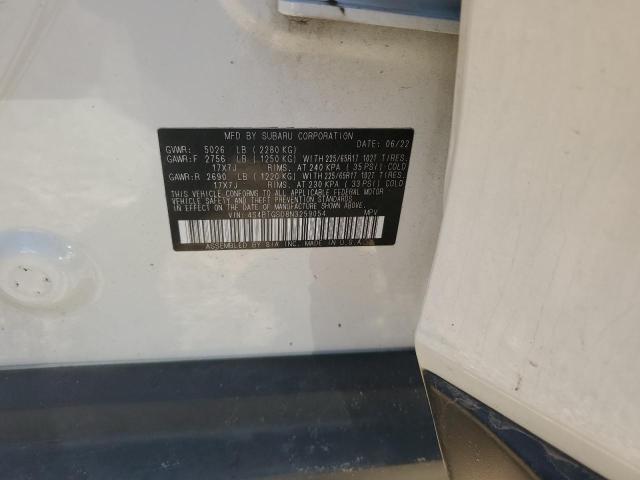 MFD BY SUBARU CORPORATION DATE: 06/22
GVWR: 5026 LB (2280 KG)
GAWR:F 2756 LB (1250 KG) WITH 225/65R17 102T TIRES.
17X7J RIMS. AT 240 KPA (35 PSI) COLD
GAWR:R 2690 LB (1220 KG) WITH 225/65R17 102T TIRES.
17X7J RIMS. AT 230 KPA (33 PSI) COLD
THIS VEHICLE CONFORMS TO ALL APPLICABLE FEDERAL MOTOR
VEHICLE SAFETY AND THEFT PREVENTION STANDARDS
IN EFFECT ON THE DATE OF MANUFACTURE SHOWN ABOVE.
VIN: 4S4BTGSD8N3259054 MPV
ASSEMBLED BY SIA INC. MADE IN U.S.A.